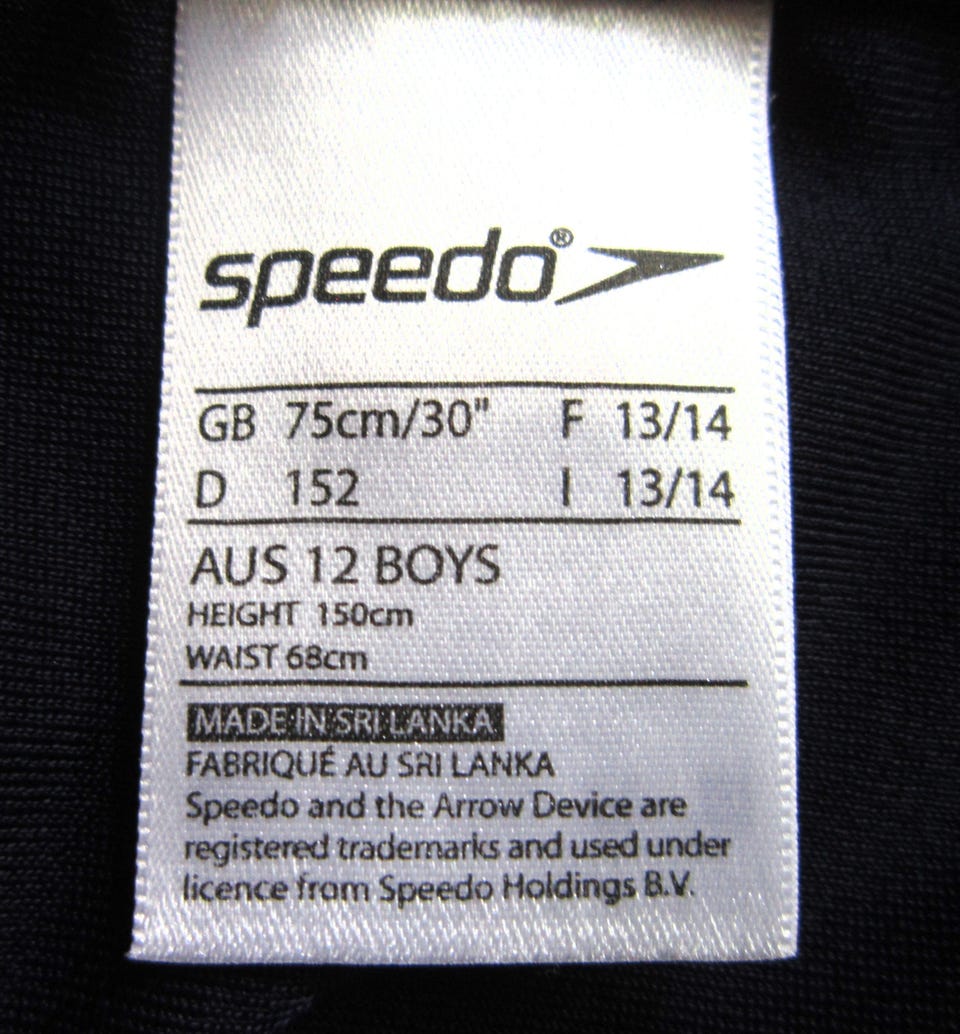 speedo®
GB 75cm/30" F 13/14
D 152 I 13/14
AUS 12 BOYS
HEIGHT 150cm
WAIST 68cm
MADE IN SRI LANKA
FABRIQUÉ AU SRI LANKA
Speedo and the Arrow Device are
registered trademarks and used under
licence from Speedo Holdings B.V.